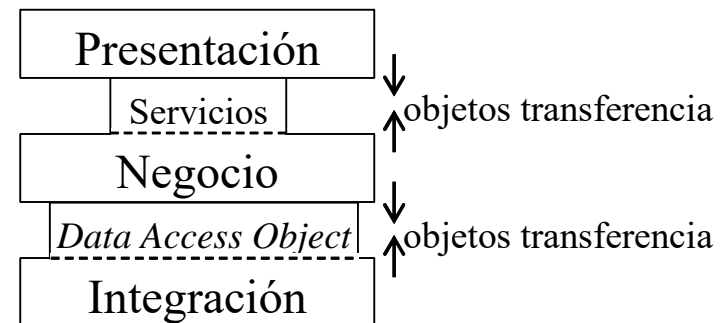 Presentación
Servicios
objetos transferencia
Negocio
Data Access Object
objetos transferencia
Integración